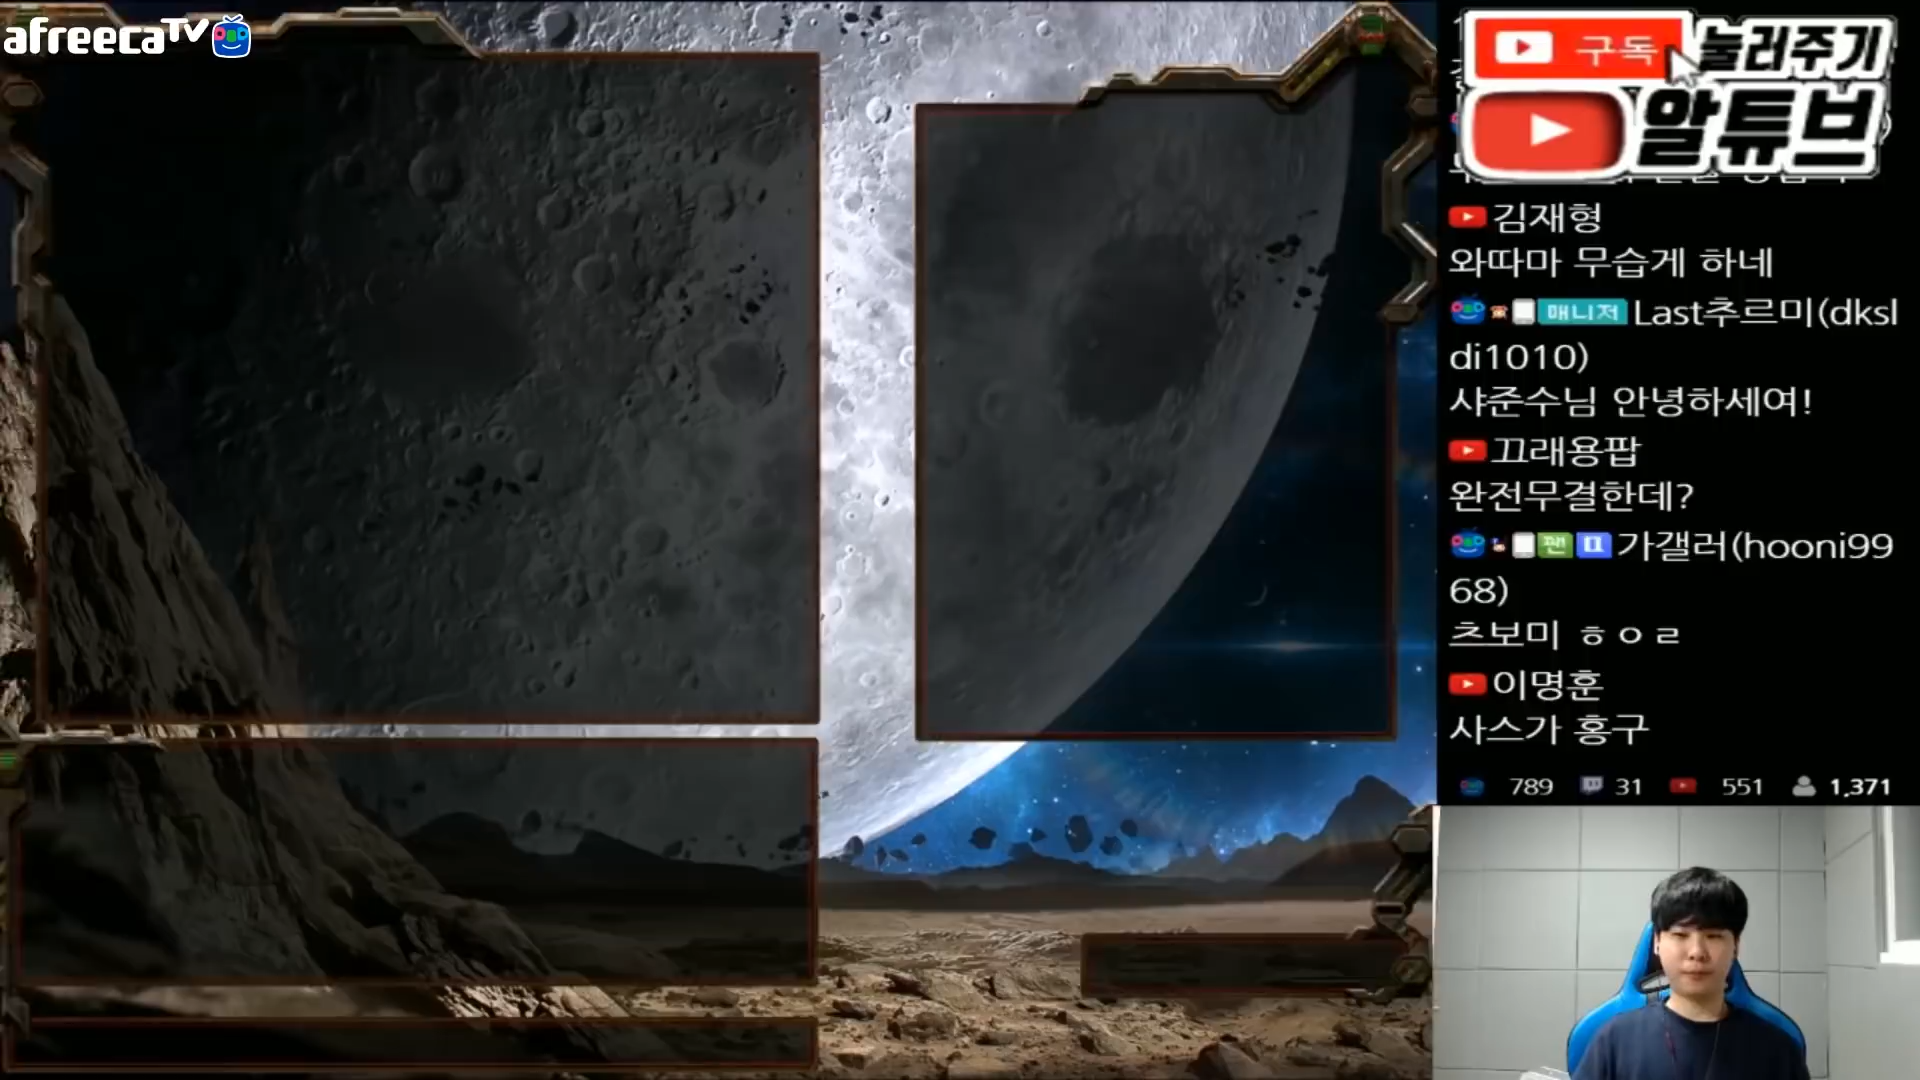 afreecaTV
구독 눌러주기
알튜브
김재형
와따마 무습게 하네
매니저 Last추르미(dksl
di1010)
샤준수님 안녕하세여!
끄래용팝
완전무결한데?
팬 가갤러(hooni99
68)
츠보미 ㅎㅇㄹ
이명훈
사스가 홍구
789 31 551 1,371